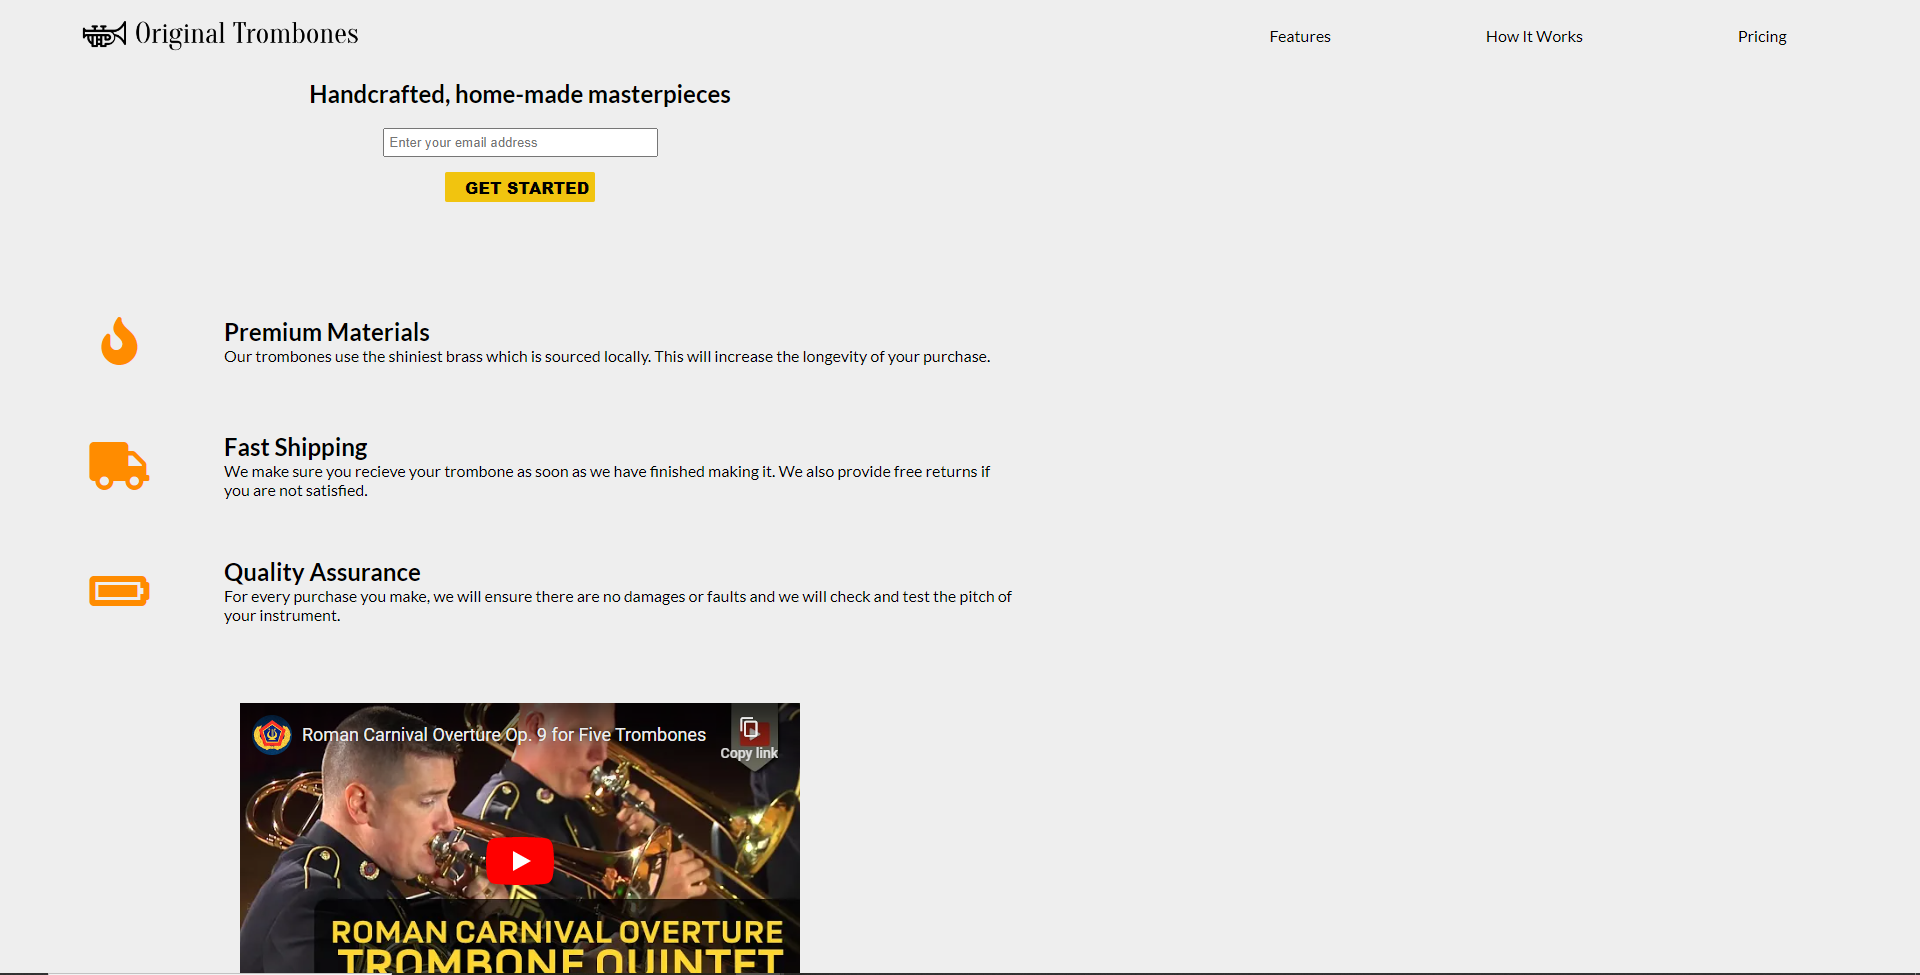 Original Trombones
Features
How It Works
Pricing
Handcrafted, home-made masterpieces
Enter your email address
GET STARTED
Premium Materials
Our trombones use the shiniest brass which is sourced locally. This will increase the longevity of your purchase.
Fast Shipping
We make sure you recieve your trombone as soon as we have finished making it. We also provide free returns if
you are not satisfied.
Quality Assurance
For every purchase you make, we will ensure there are no damages or faults and we will check and test the pitch of
your instrument.
Roman Carnival Overture Op. 9 for Five Trombones
Copy link
ROMAN CARNIVAL OVERTURE
TROMBONE QUINTET